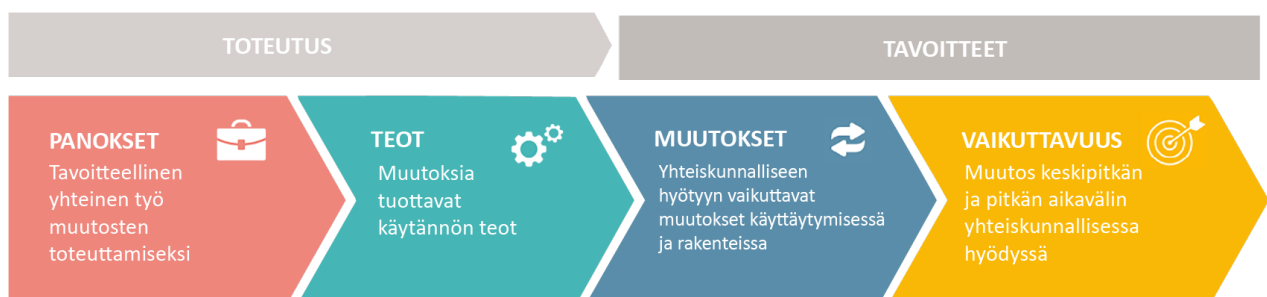 TOTEUTUS
TAVOITTEET
PANOKSET
Tavoitteellinen
yhteinen työ
muutosten
toteuttamiseksi
TEOT
Muutoksia
tuottavat
käytännön teot
MUUTOKSET
Yhteiskunnalliseen
hyötyyn vaikuttavat
muutokset käyttäytymisessä
ja rakenteissa
VAIKUTTAVUUS
Muutos keskipitkän
ja pitkän aikavälin
yhteiskunnallisessa
hyödyssä